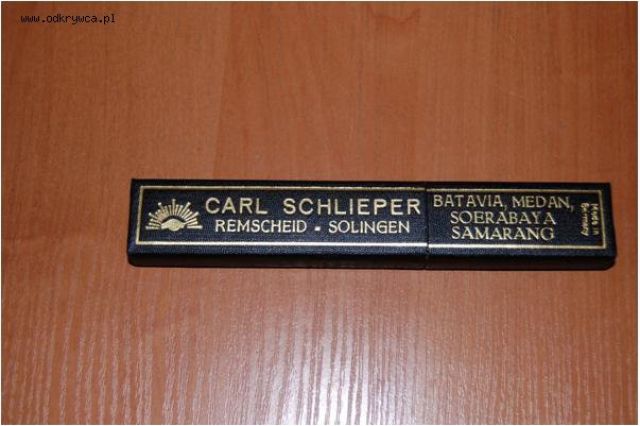 www.odkrywca.pl
CARL SCHLIEPER
REMSCHEID - SOLINGEN
BATAVIA, MEDAN,
SOERABAYA
SAMARANG
Made in
Germany